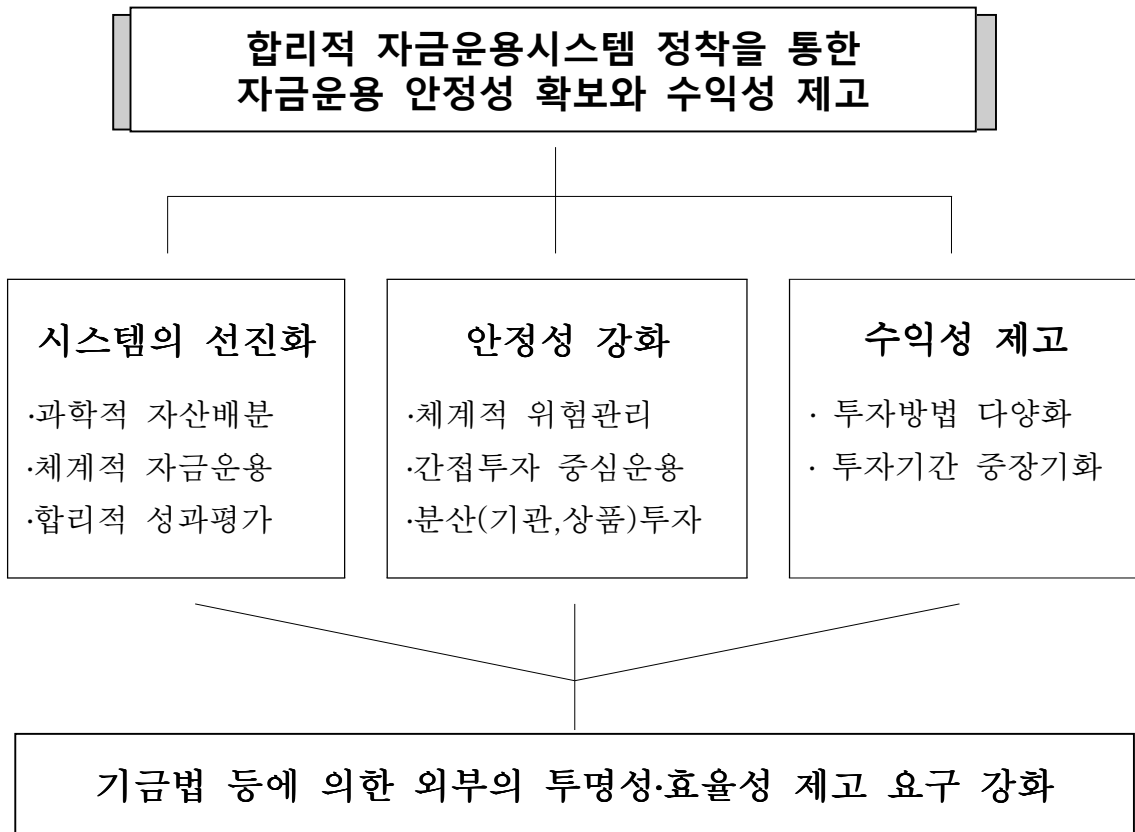 합리적 자금운용시스템 정착을 통한
자금운용 안정성 확보와 수익성 제고
시스템의 선진화
·과학적 자산배분
·체계적 자금운용
·합리적 성과평가
안정성 강화
·체계적 위험관리
·간접투자 중심운용
·분산(기관,상품)투자
수익성 제고
· 투자방법 다양화
· 투자기간 중장기화
기금법 등에 의한 외부의 투명성·효율성 제고 요구 강화